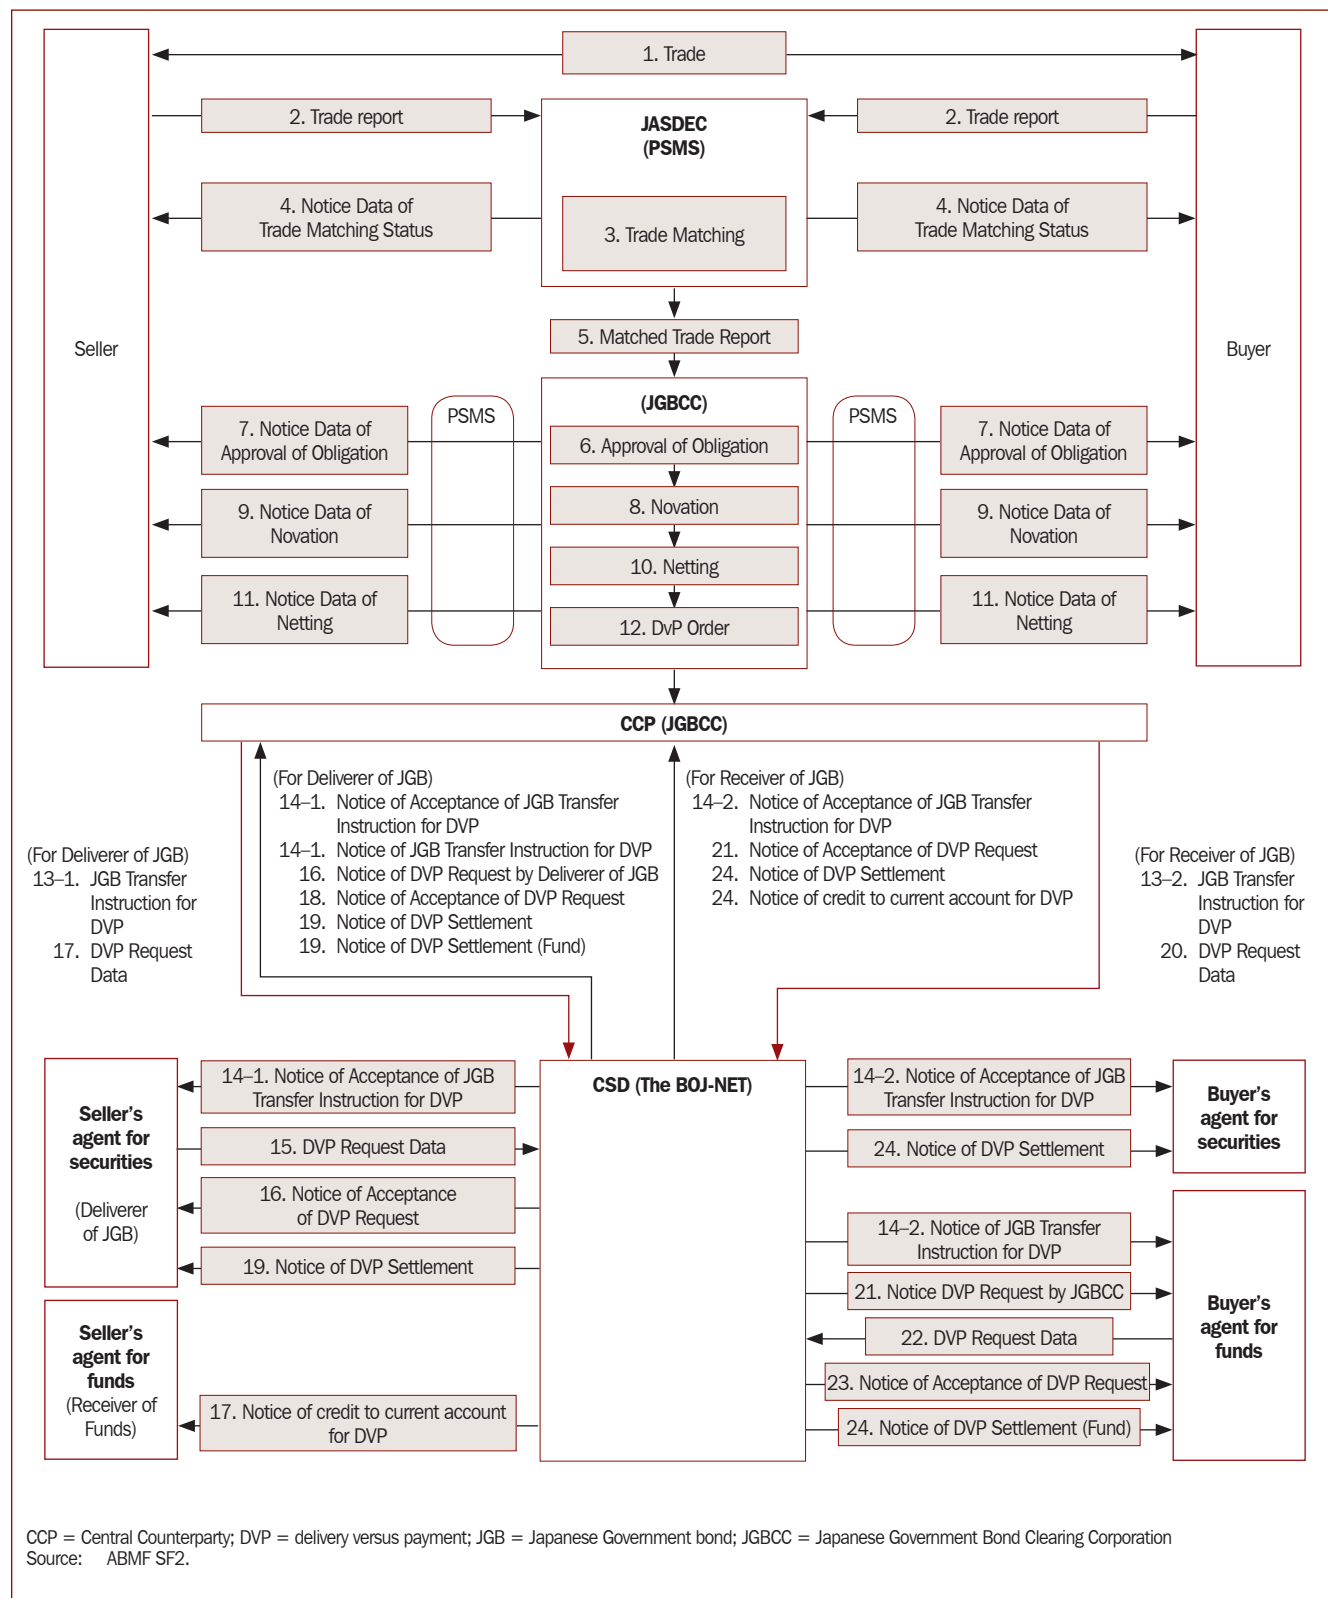 1. Trade
2. Trade report
JASDEC
(PSMS)
2. Trade report
4. Notice Data of
Trade Matching Status
3. Trade Matching
4. Notice Data of
Trade Matching Status
Seller
5. Matched Trade Report
Buyer
(JGBCC)
PSMS
PSMS
7. Notice Data of
Approval of Obligation
6. Approval of Obligation
7. Notice Data of
Approval of Obligation
9. Notice Data of
Novation
8. Novation
9. Notice Data of
Novation
10. Netting
11. Notice Data of
Netting
12. DvP Order
11. Notice Data of
Netting
CCP (JGBCC)
(For Deliverer of JGB)
13–1. JGB Transfer
Instruction for
DVP
17. DVP Request
Data
(For Deliverer of JGB)
14–1. Notice of Acceptance of JGB Transfer
Instruction for DVP
14–1. Notice of JGB Transfer Instruction for DVP
16. Notice of DVP Request by Deliverer of JGB
18. Notice of Acceptance of DVP Request
19. Notice of DVP Settlement
19. Notice of DVP Settlement (Fund)
(For Receiver of JGB)
14–2. Notice of Acceptance of JGB Transfer
Instruction for DVP
21. Notice of Acceptance of DVP Request
24. Notice of DVP Settlement
24. Notice of credit to current account for DVP
(For Receiver of JGB)
13–2. JGB Transfer
Instruction for
DVP
20. DVP Request
Data
Seller's
agent for
securities
(Deliverer
of JGB)
14–1. Notice of Acceptance of JGB
Transfer Instruction for DVP
15. DVP Request Data
16. Notice of Acceptance
of DVP Request
19. Notice of DVP Settlement
Seller's
agent for
funds
(Receiver of
Funds)
17. Notice of credit to current account
for DVP
CSD (The BOJ-NET)
14–2. Notice of Acceptance of JGB
Transfer Instruction for DVP
24. Notice of DVP Settlement
Buyer's
agent for
securities
14–2. Notice of JGB Transfer
Instruction for DVP
21. Notice DVP Request by JGBCC
22. DVP Request Data
23. Notice of Acceptance of DVP Request
24. Notice of DVP Settlement (Fund)
Buyer's
agent for
funds
CCP = Central Counterparty; DVP = delivery versus payment; JGB = Japanese Government bond; JGBCC = Japanese Government Bond Clearing Corporation
Source: ABMF SF2.